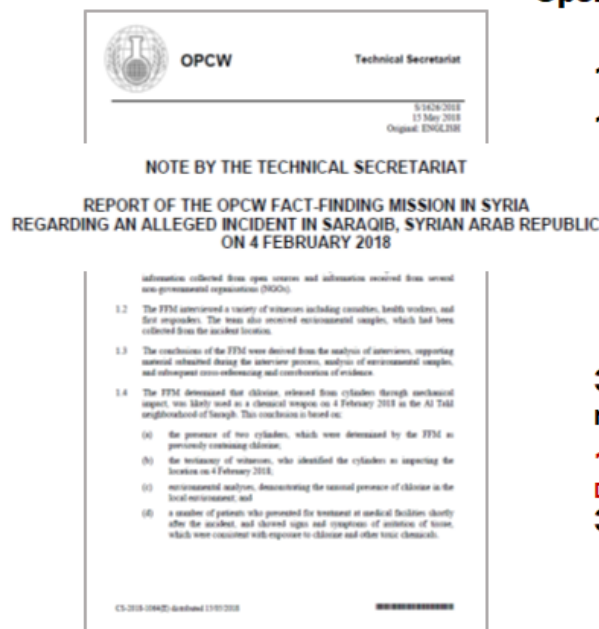 OPCW
Technical Secretariat
S/1626/2018
15 May 2018
Original: ENGLISH
NOTE BY THE TECHNICAL SECRETARIAT
REPORT OF THE OPCW FACT-FINDING MISSION IN SYRIA
REGARDING AN ALLEGED INCIDENT IN SARAQIB, SYRIAN ARAB REPUBLIC
ON 4 FEBRUARY 2018
information collected from open sources and information received from several
non-governmental organisations (NGOs).
1.2 The FFM interviewed a variety of witnesses including casualties, health workers, and
first responders. The team also received environmental samples, which had been
collected from the incident location.
1.3 The conclusions of the FFM were derived from the analysis of interviews, supporting
material submitted during the interview process, analysis of environmental samples,
and subsequent cross-referencing and corroboration of evidence.
1.4 The FFM determined that chlorine, released from cylinders through mechanical
impact, was likely used as a chemical weapon on 4 February 2018 in the Al Talil
neighbourhood of Saraqib. This conclusion is based on:
(a) the presence of two cylinders, which were determined by the FFM as
previously containing chlorine;
(b) the testimony of witnesses, who identified the cylinders as impacting the
location on 4 February 2018;
(c) environmental analyses, demonstrating the unusual presence of chlorine in the
local environment; and
(d) a number of patients who presented for treatment at medical facilities shortly
after the incident, and showed signs and symptoms of irritation of tissue,
which were consistent with exposure to chlorine and other toxic chemicals.
CS-2018-1064(E) distributed 15/05/2018